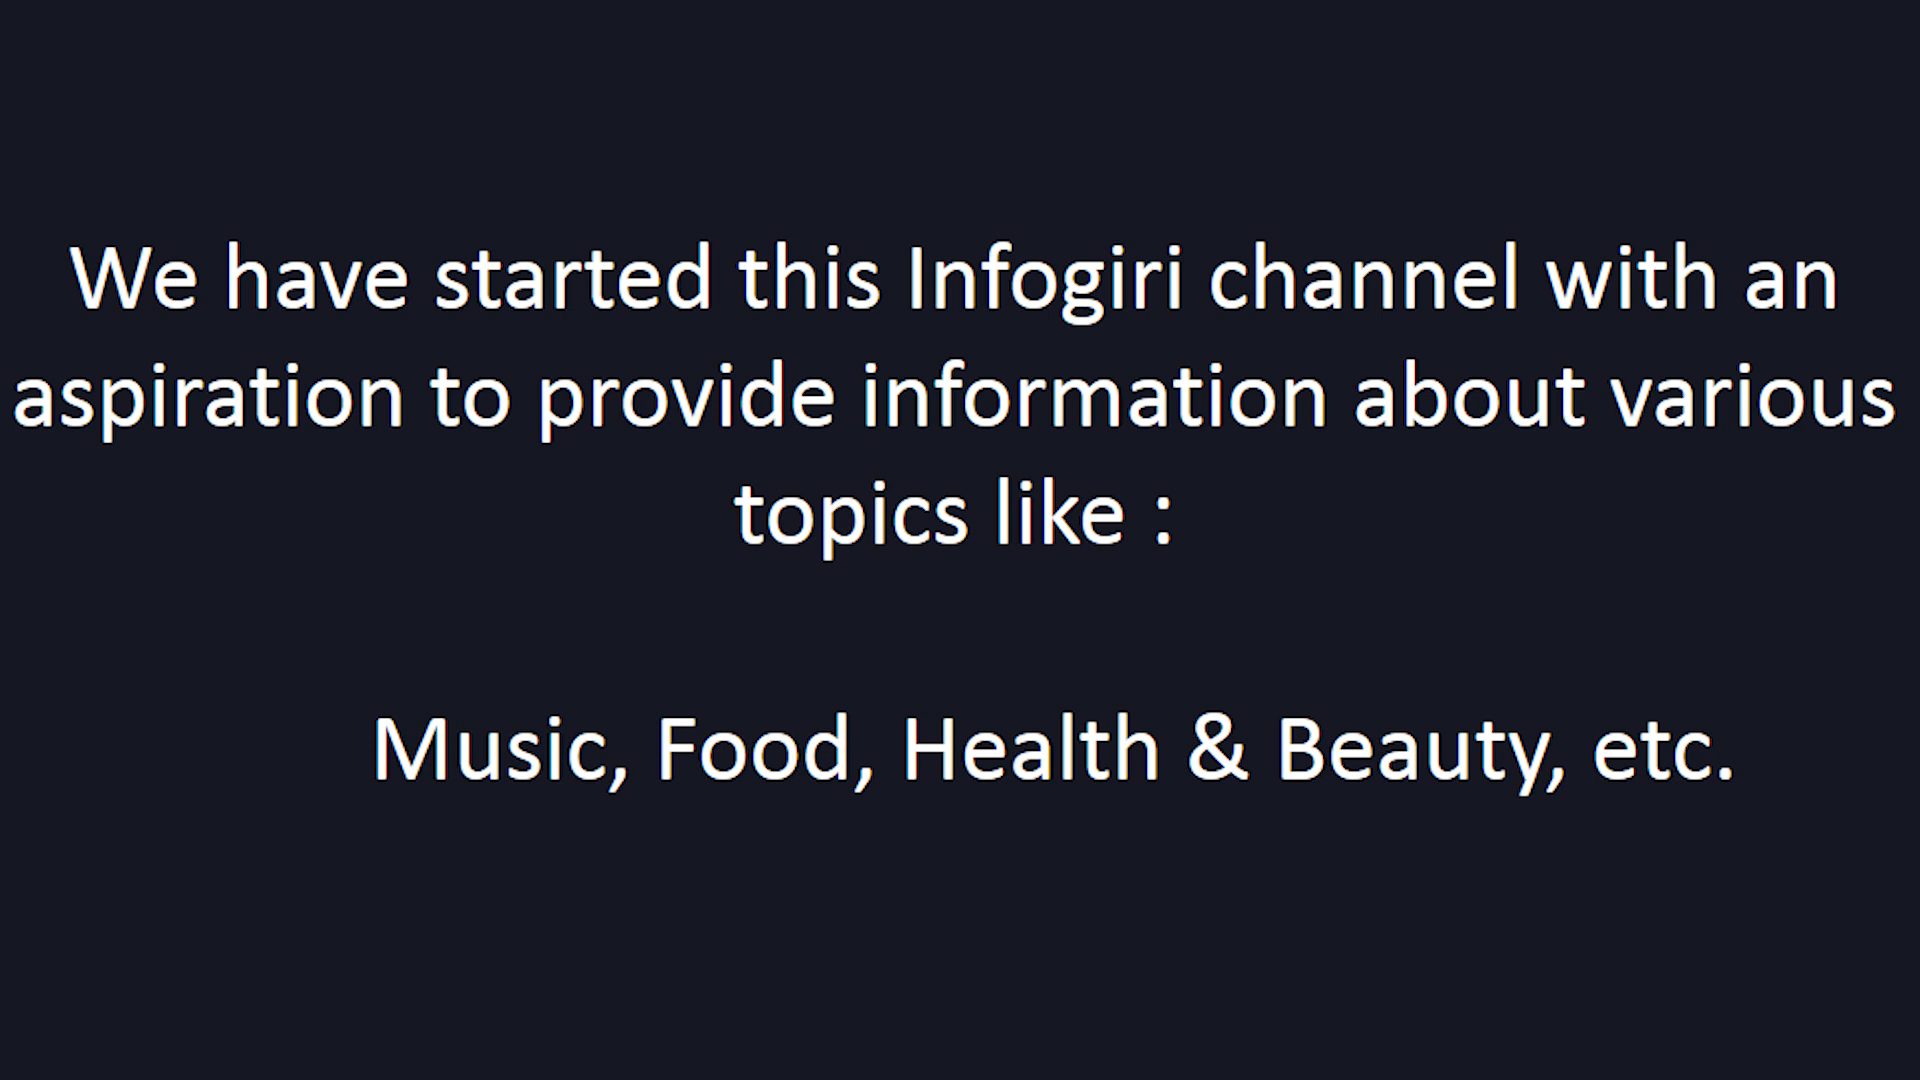 We have started this Infogiri channel with an
aspiration to provide information about various
topics like :
Music, Food, Health & Beauty, etc.